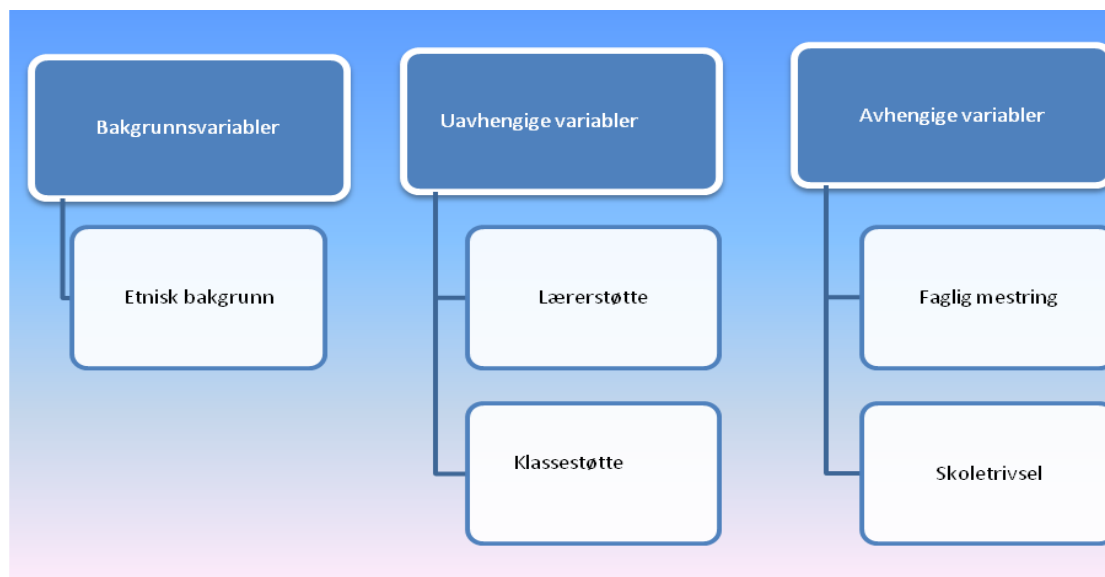 Bakgrunnsvariabler
Etnisk bakgrunn
Uavhengige variabler
Lærerstøtte
Klassestøtte
Avhengige variabler
Faglig mestring
Skoletrivsel